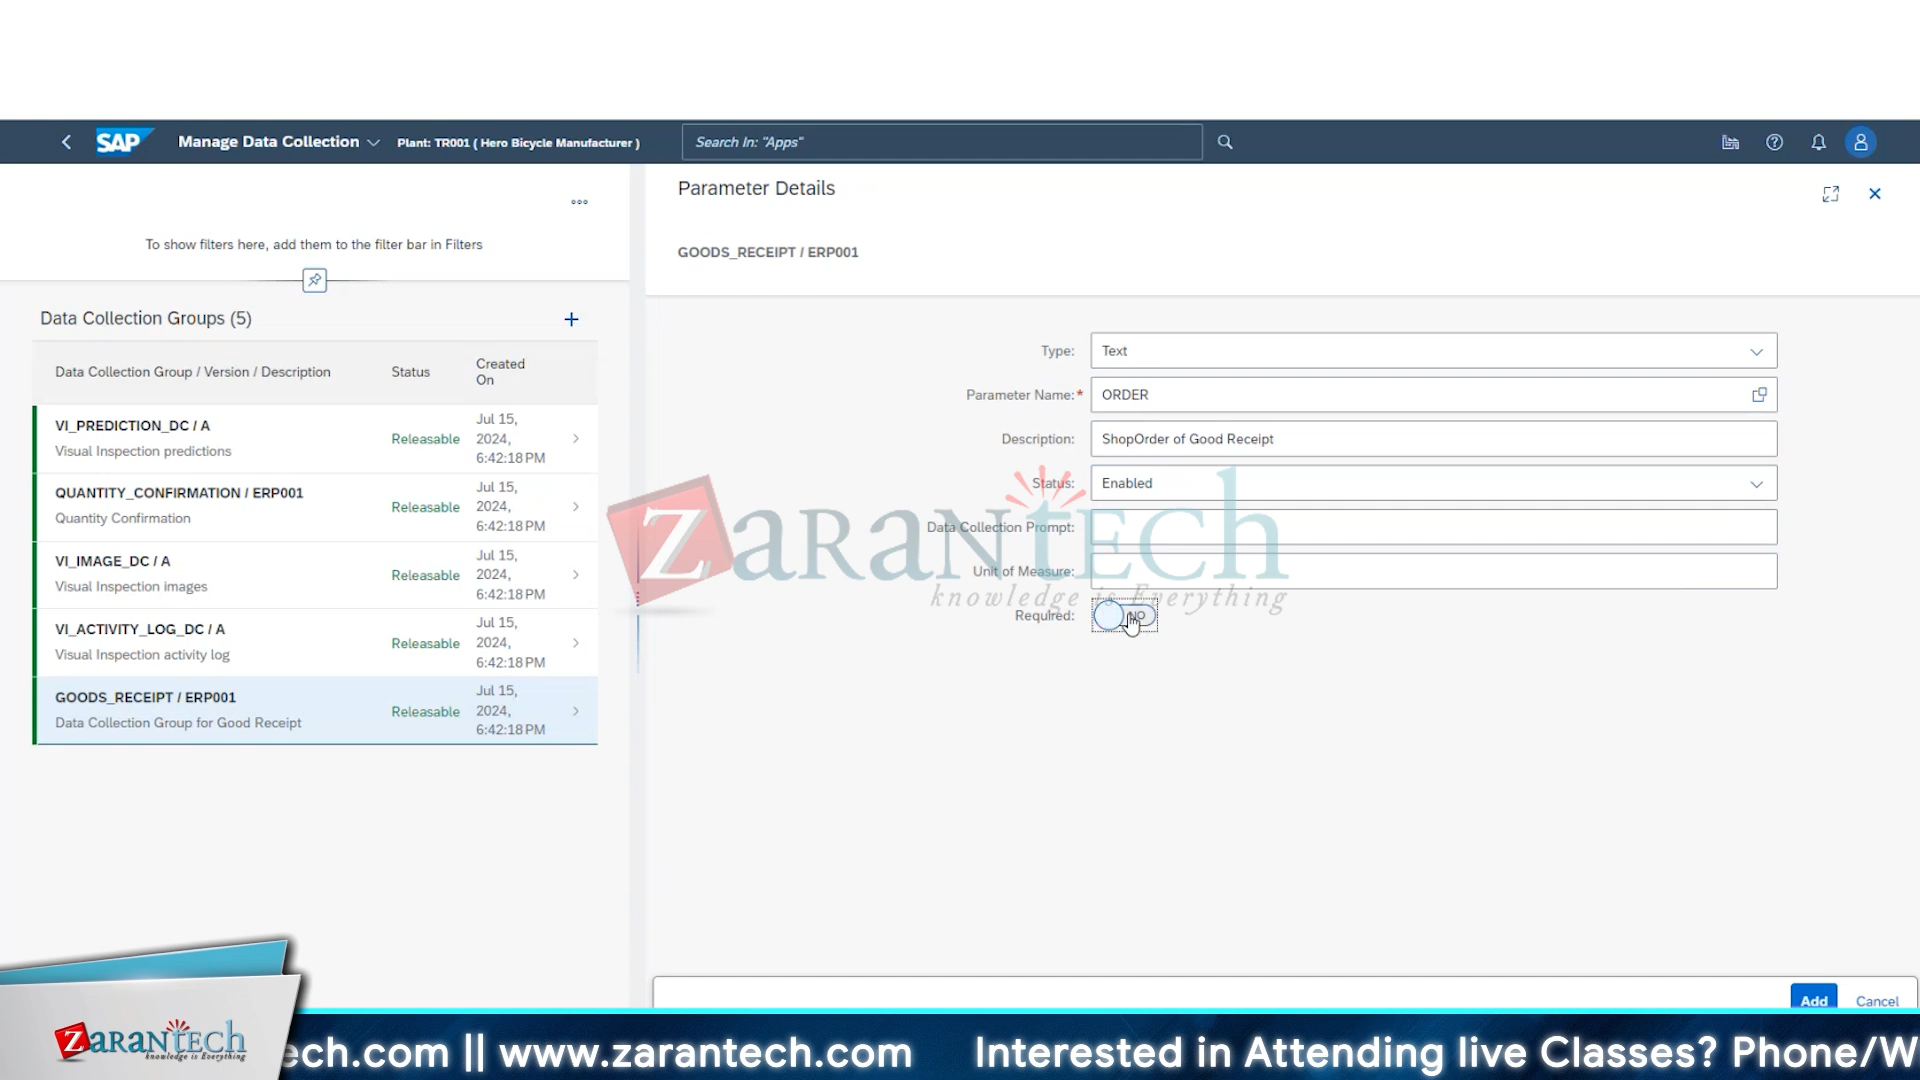 SAP Manage Data Collection Plant: TR001 ( Hero Bicycle Manufacturer ) Search In: "Apps"
To show filters here, add them to the filter bar in Filters
Data Collection Groups (5)
Data Collection Group / Version / Description Status Created On
VI_PREDICTION_DC / A
Visual Inspection predictions
Releasable
Jul 15,
2024,
6:42:18 PM
QUANTITY_CONFIRMATION / ERP001
Quantity Confirmation
Releasable
Jul 15,
2024,
6:42:18 PM
VI_IMAGE_DC / A
Visual Inspection images
Releasable
Jul 15,
2024,
6:42:18 PM
VI_ACTIVITY_LOG_DC / A
Visual Inspection activity log
Releasable
Jul 15,
2024,
6:42:18 PM
GOODS_RECEIPT / ERP001
Data Collection Group for Good Receipt
Releasable
Jul 15,
2024,
6:42:18 PM
Parameter Details
GOODS_RECEIPT / ERP001
Type: Text
Parameter Name:* ORDER
Description: ShopOrder of Good Receipt
Status: Enabled
Data Collection Prompt:
Unit of Measure:
Required: NO
ZaranTech
knowledge is Everything
Add Cancel
ZaranTech
knowledge is Everything
ech.com || www.zarantech.com Interested in Attending live Classes? Phone/W